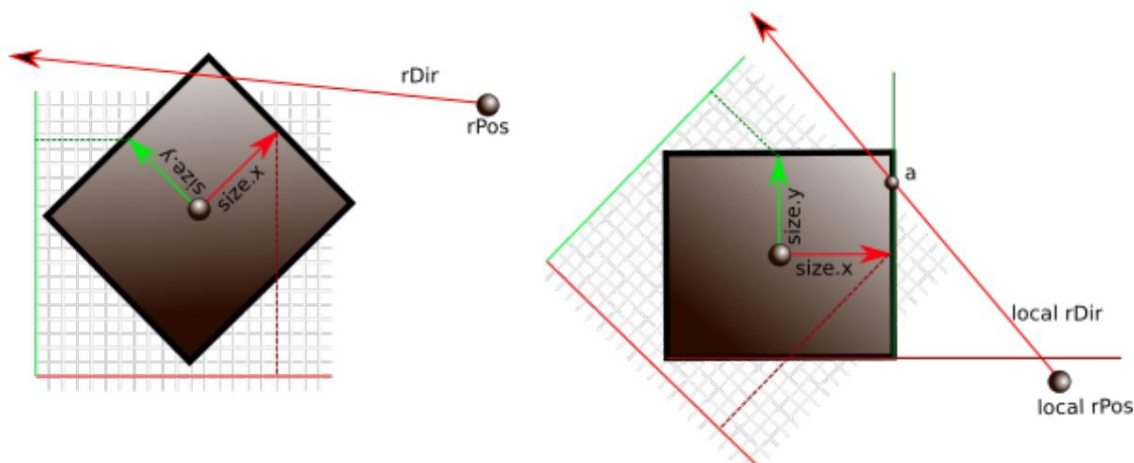 rDir
rPos
size.y
size.x
a
size.y
size.x
local rDir
local rPos